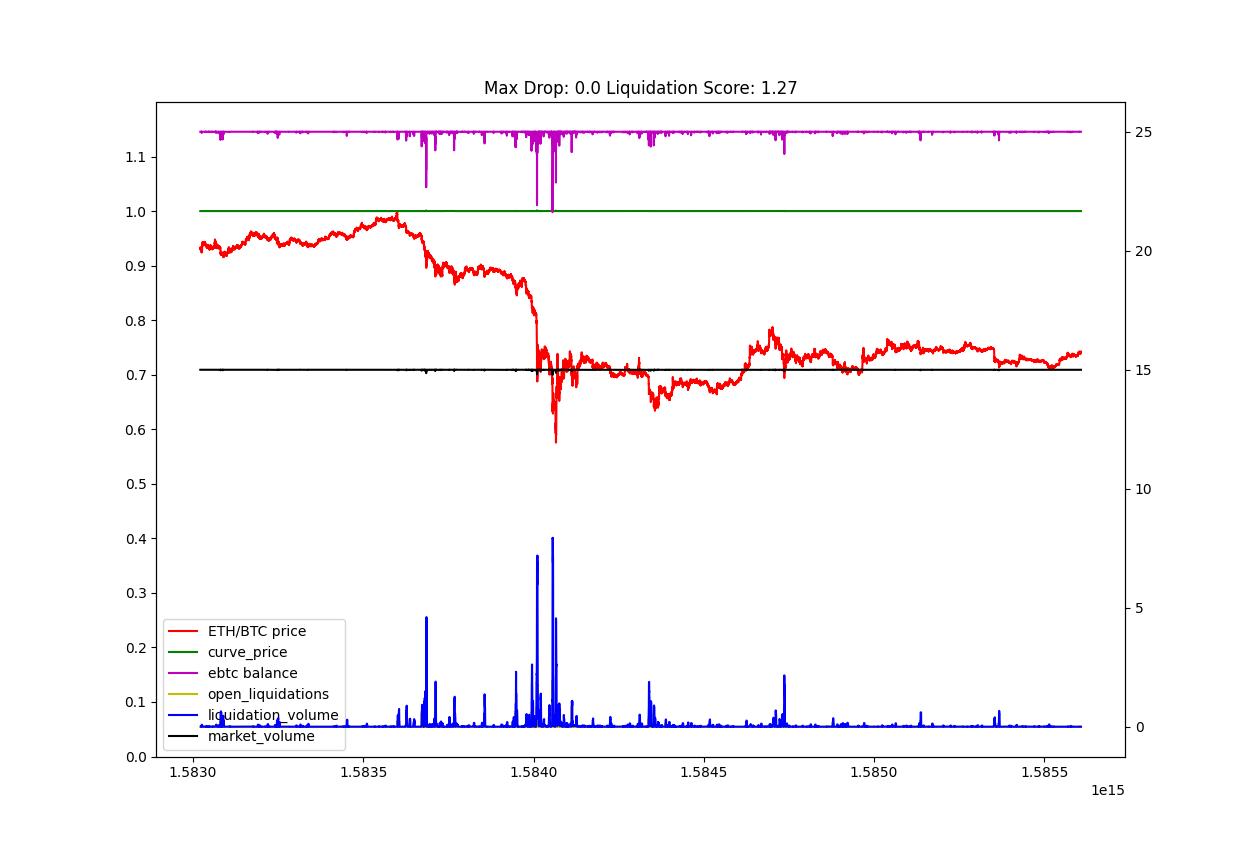 Max Drop: 0.0 Liquidation Score: 1.27
1.1
1.0
0.9
0.8
0.7
0.6
0.5
0.4
0.3
0.2
0.1
0.0
25
20
15
10
5
0
ETH/BTC price
curve_price
ebtc balance
open_liquidations
liquidation_volume
market_volume
1.5830 1.5835 1.5840 1.5845 1.5850 1.5855
1e15